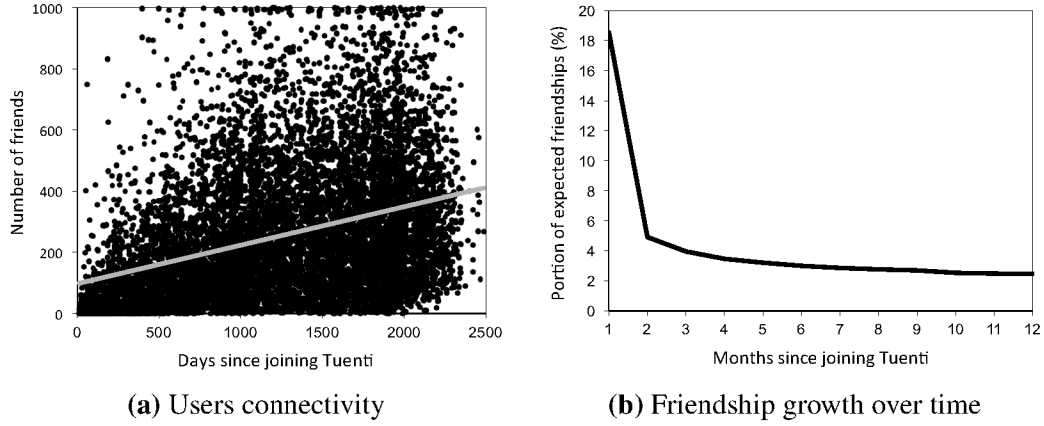 Number of friends
1000
800
600
400
200
0
0 500 1000 1500 2000 2500
Days since joining Tuenti
(a) Users connectivity
Portion of expected friendships (%)
20
18
16
14
12
10
8
6
4
2
0
1 2 3 4 5 6 7 8 9 10 11 12
Months since joining Tuenti
(b) Friendship growth over time